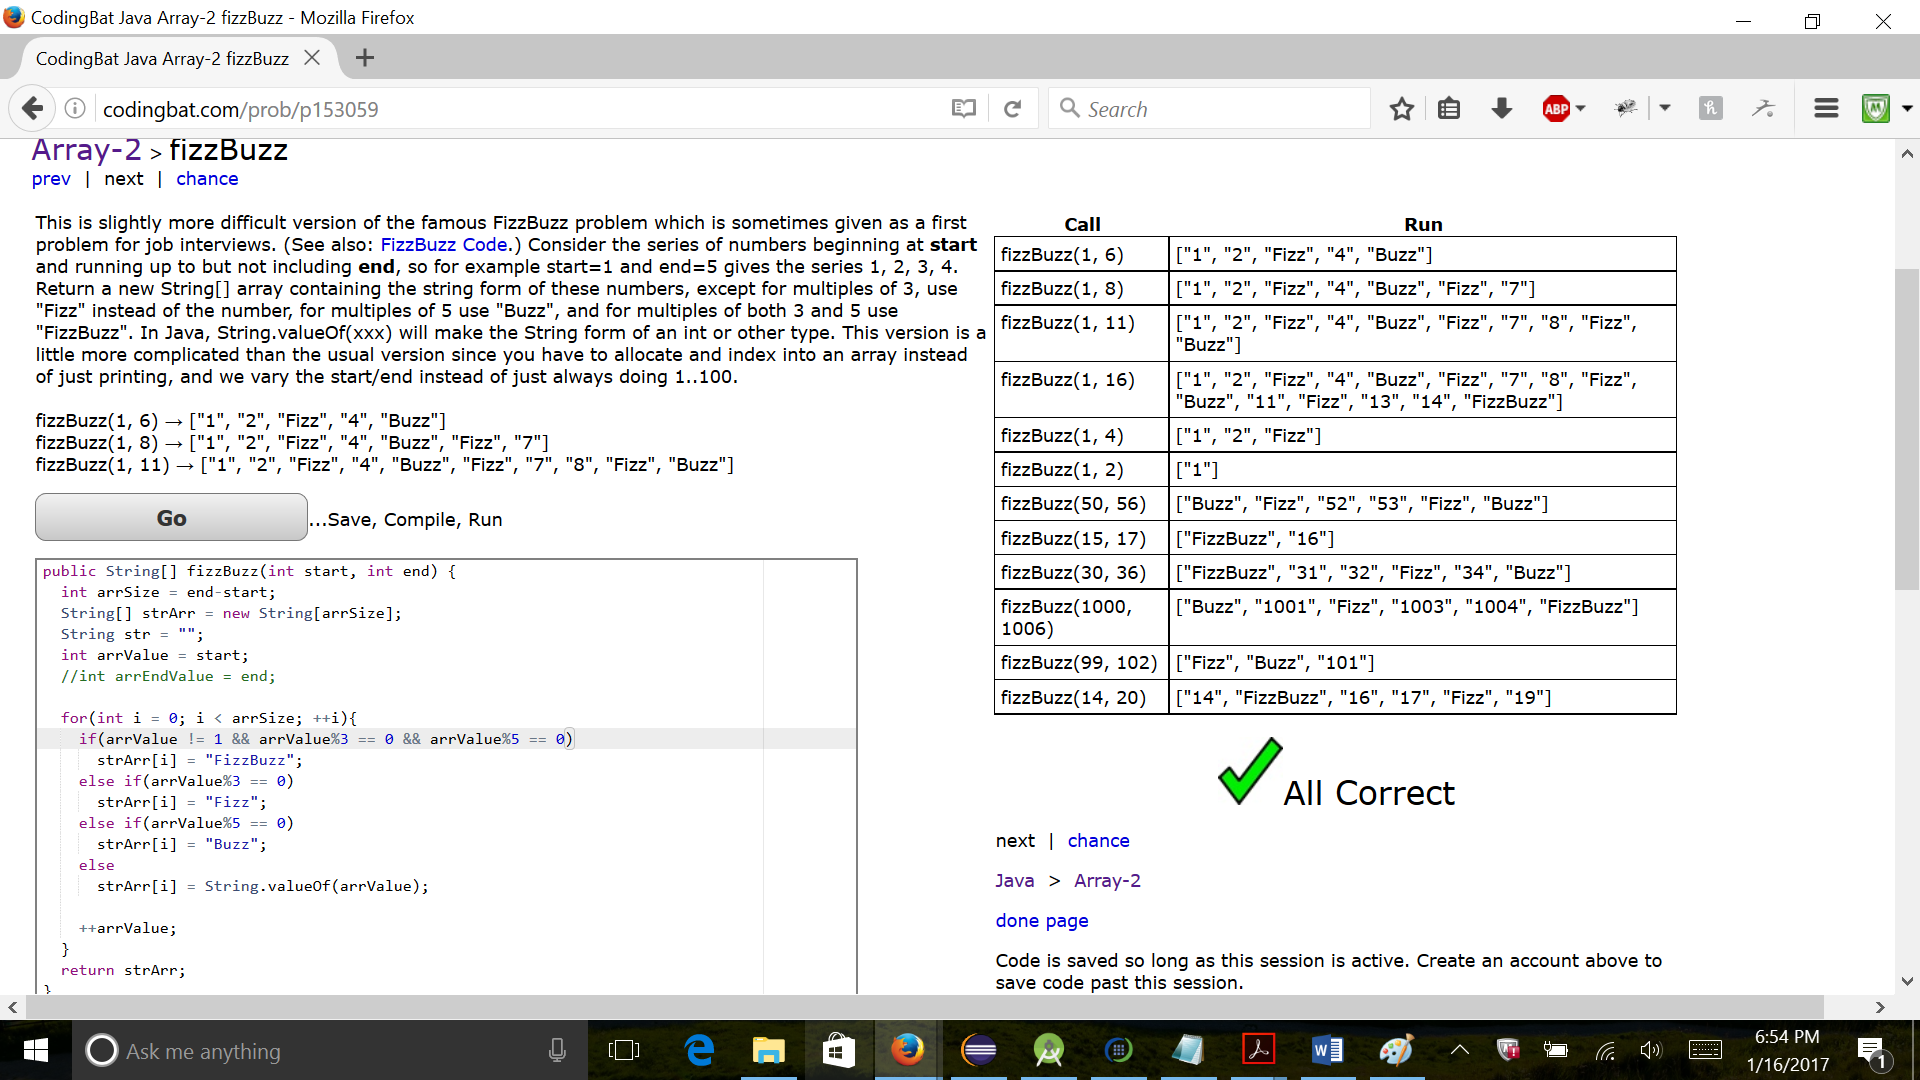 CodingBat Java Array-2 fizzBuzz - Mozilla Firefox
CodingBat Java Array-2 fizzBuzz
codingbat.com/prob/p153059
Search
ABP
Array-2 > fizzBuzz
prev | next | chance
This is slightly more difficult version of the famous FizzBuzz problem which is sometimes given as a first
problem for job interviews. (See also: FizzBuzz Code.) Consider the series of numbers beginning at start
and running up to but not including end, so for example start=1 and end=5 gives the series 1, 2, 3, 4.
Return a new String[] array containing the string form of these numbers, except for multiples of 3, use
"Fizz" instead of the number, for multiples of 5 use "Buzz", and for multiples of both 3 and 5 use
"FizzBuzz". In Java, String.valueOf(xxx) will make the String form of an int or other type. This version is a
little more complicated than the usual version since you have to allocate and index into an array instead
of just printing, and we vary the start/end instead of just always doing 1..100.
fizzBuzz(1, 6) → ["1", "2", "Fizz", "4", "Buzz"]
fizzBuzz(1, 8) → ["1", "2", "Fizz", "4", "Buzz", "Fizz", "7"]
fizzBuzz(1, 11) → ["1", "2", "Fizz", "4", "Buzz", "Fizz", "7", "8", "Fizz", "Buzz"]
Go ...Save, Compile, Run
public String[] fizzBuzz(int start, int end) {
int arrSize = end-start;
String[] strArr = new String[arrSize];
String str = "";
int arrValue = start;
//int arrEndValue = end;
for(int i = 0; i < arrSize; ++i){
if(arrValue != 1 && arrValue%3 == 0 && arrValue%5 == 0)
strArr[i] = "FizzBuzz";
else if(arrValue%3 == 0)
strArr[i] = "Fizz";
else if(arrValue%5 == 0)
strArr[i] = "Buzz";
else
strArr[i] = String.valueOf(arrValue);
++arrValue;
}
return strArr;
}
Call Run
fizzBuzz(1, 6) ["1", "2", "Fizz", "4", "Buzz"]
fizzBuzz(1, 8) ["1", "2", "Fizz", "4", "Buzz", "Fizz", "7"]
fizzBuzz(1, 11) ["1", "2", "Fizz", "4", "Buzz", "Fizz", "7", "8", "Fizz",
"Buzz"]
fizzBuzz(1, 16) ["1", "2", "Fizz", "4", "Buzz", "Fizz", "7", "8", "Fizz",
"Buzz", "11", "Fizz", "13", "14", "FizzBuzz"]
fizzBuzz(1, 4) ["1", "2", "Fizz"]
fizzBuzz(1, 2) ["1"]
fizzBuzz(50, 56) ["Buzz", "Fizz", "52", "53", "Fizz", "Buzz"]
fizzBuzz(15, 17) ["FizzBuzz", "16"]
fizzBuzz(30, 36) ["FizzBuzz", "31", "32", "Fizz", "34", "Buzz"]
fizzBuzz(1000, ["Buzz", "1001", "Fizz", "1003", "1004", "FizzBuzz"]
1006)
fizzBuzz(99, 102) ["Fizz", "Buzz", "101"]
fizzBuzz(14, 20) ["14", "FizzBuzz", "16", "17", "Fizz", "19"]
All Correct
next | chance
Java > Array-2
done page
Code is saved so long as this session is active. Create an account above to
save code past this session.
Ask me anything
6:54 PM
1/16/2017
1